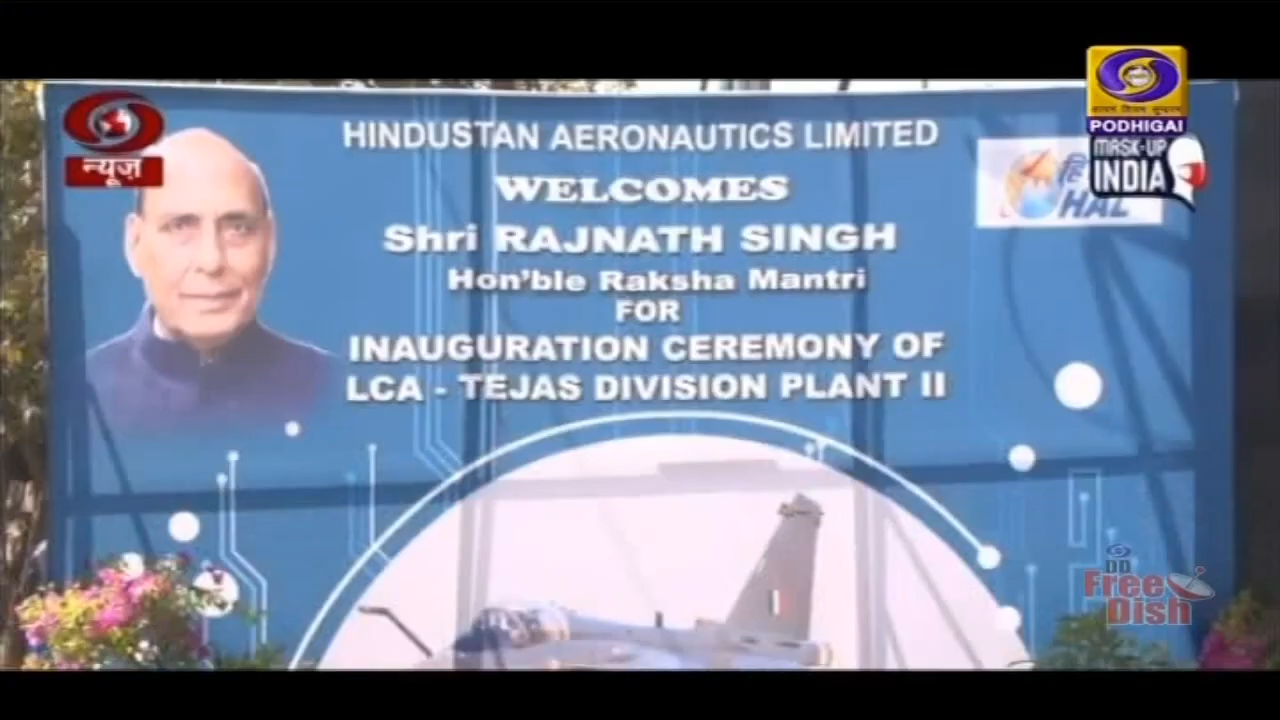 HINDUSTAN AERONAUTICS LIMITED
WELCOMES
Shri RAJNATH SINGH
Hon'ble Raksha Mantri
FOR
INAUGURATION CEREMONY OF
LCA - TEJAS DIVISION PLANT II
न्यूज़
HAL
PODHIGAI
MASK-UP
INDIA
DD
Free
Dish